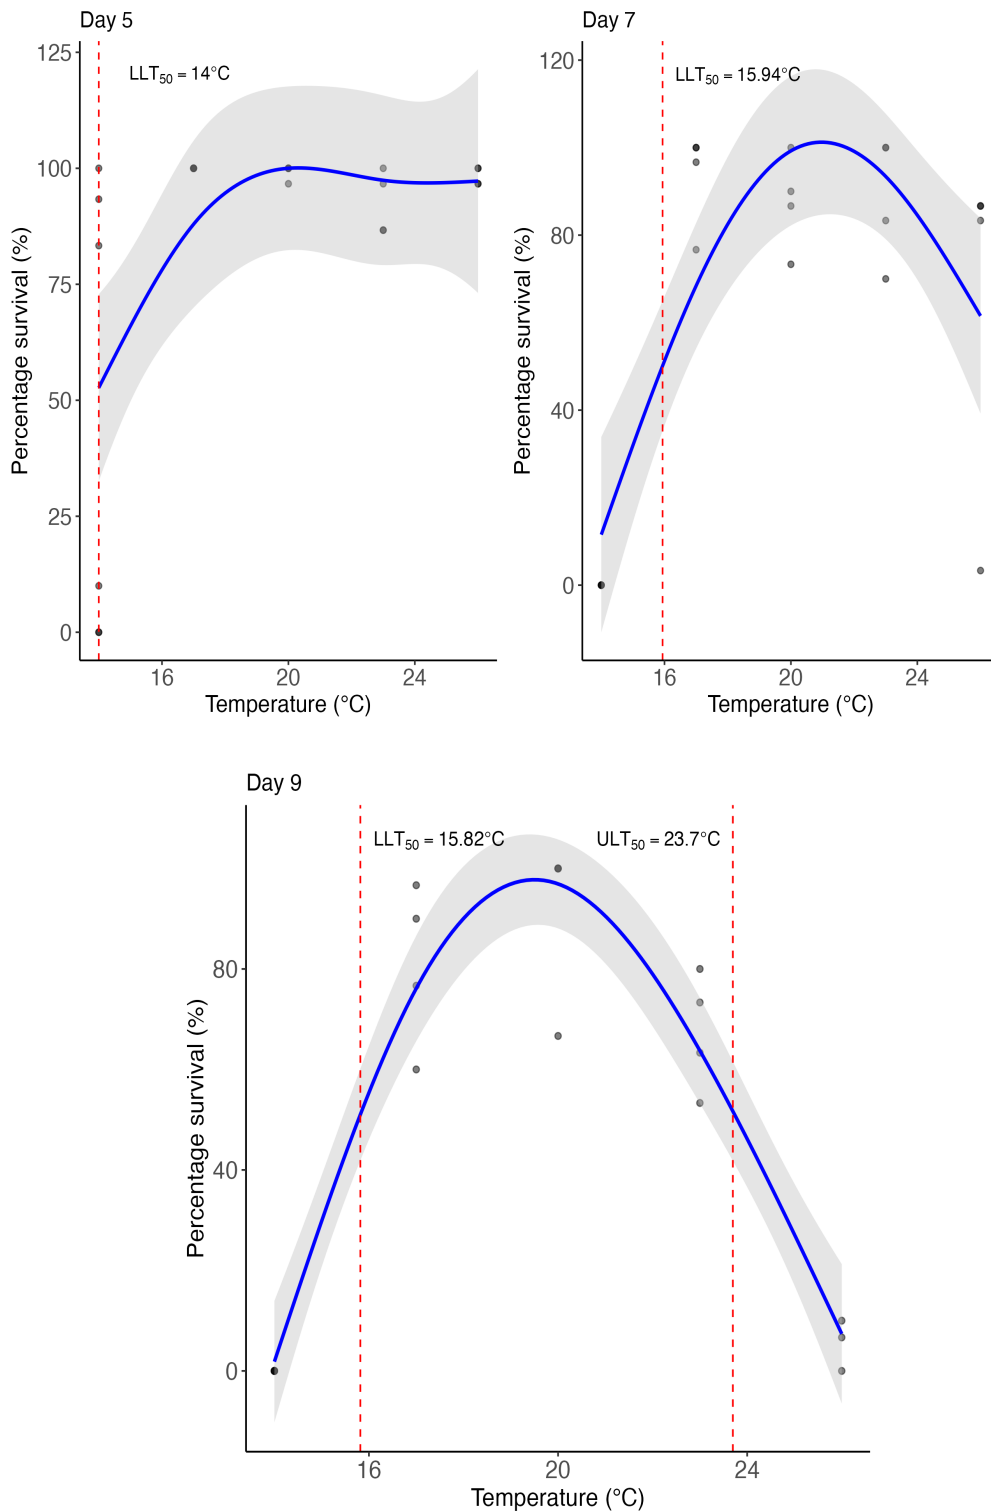 Day 5
LLT50 = 14°C
125
100
75
50
25
0
Percentage survival (%)
16 20 24
Temperature (°C)
Day 7
LLT50 = 15.94°C
120
80
40
0
Percentage survival (%)
16 20 24
Temperature (°C)
Day 9
LLT50 = 15.82°C ULT50 = 23.7°C
80
40
0
Percentage survival (%)
16 20 24
Temperature (°C)